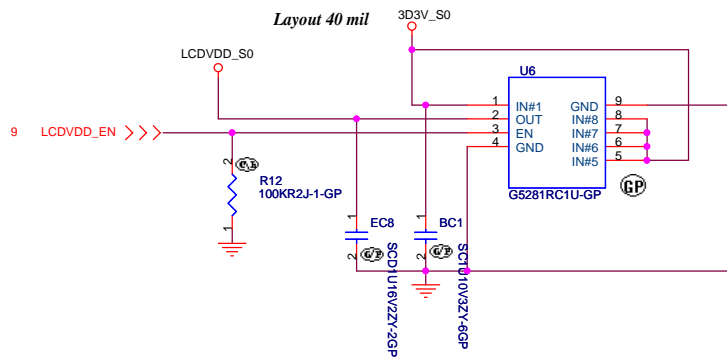 Layout 40 mil
3D3V_S0
LCDVDD_S0
U6
1 IN#1 GND 9
2 OUT IN#8 8
3 EN IN#7 7
4 GND IN#6 6
IN#5 5
9 LCDVDD_EN
G5281RC1U-GP
GP
2
R12
100KR2J-1-GP
1
1
EC8
2
G/P
SCD1U16V2ZY-2GP
1
BC1
2
G/P
SC1U10V3ZY-6GP